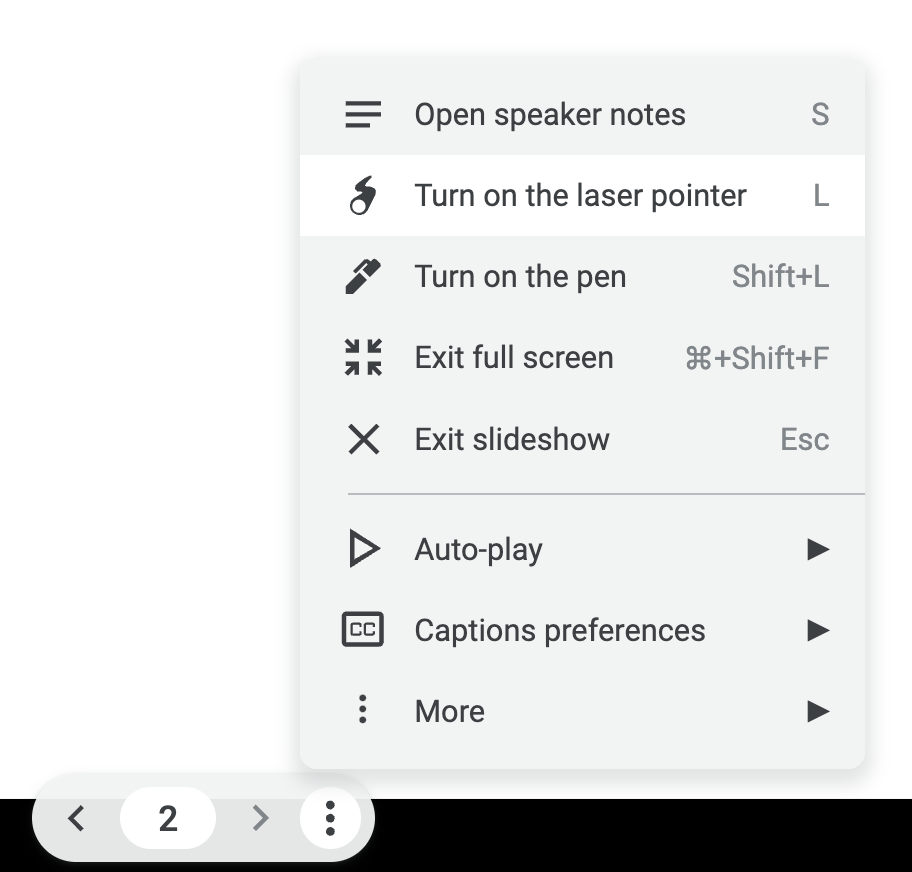 Open speaker notes S
Turn on the laser pointer L
Turn on the pen Shift+L
Exit full screen ⌘+Shift+F
Exit slideshow Esc
Auto-play
CC Captions preferences
More
2